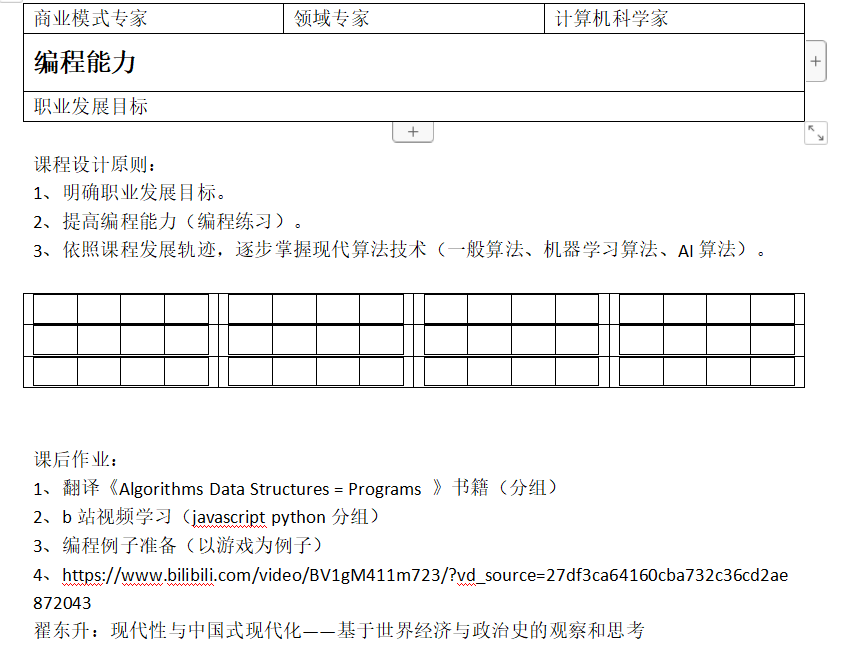 商业模式专家 领域专家 计算机科学家
编程能力
职业发展目标
课程设计原则：
1、明确职业发展目标。
2、提高编程能力（编程练习）。
3、依照课程发展轨迹，逐步掌握现代算法技术（一般算法、机器学习算法、AI 算法）。
课后作业：
1、翻译《Algorithms Data Structures = Programs 》书籍（分组）
2、b 站视频学习（javascript python 分组）
3、编程例子准备（以游戏为例子）
4、https://www.bilibili.com/video/BV1gM411m723/?vd_source=27df3ca64160cba732c36cd2ae
872043
翟东升：现代性与中国式现代化——基于世界经济与政治史的观察和思考